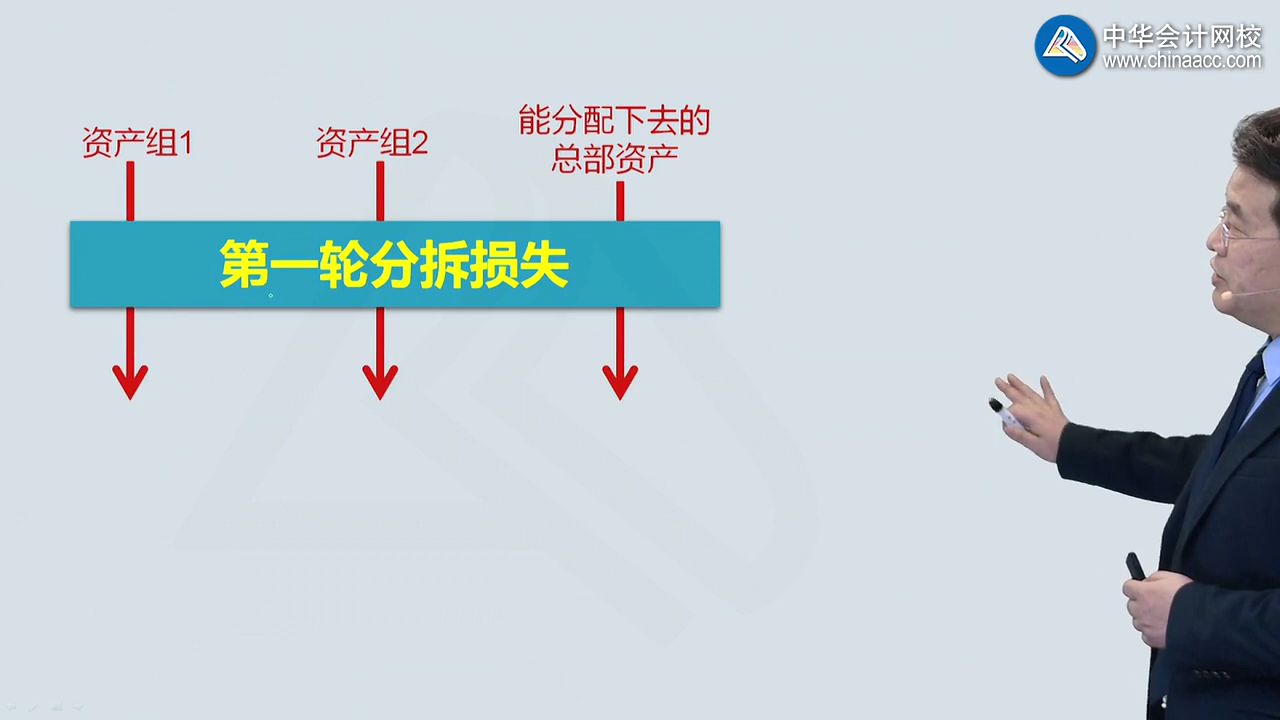 中华会计网校
www.chinaacc.com
能分配下去的
资产组1
资产组2
总部资产
第一轮分拆损失